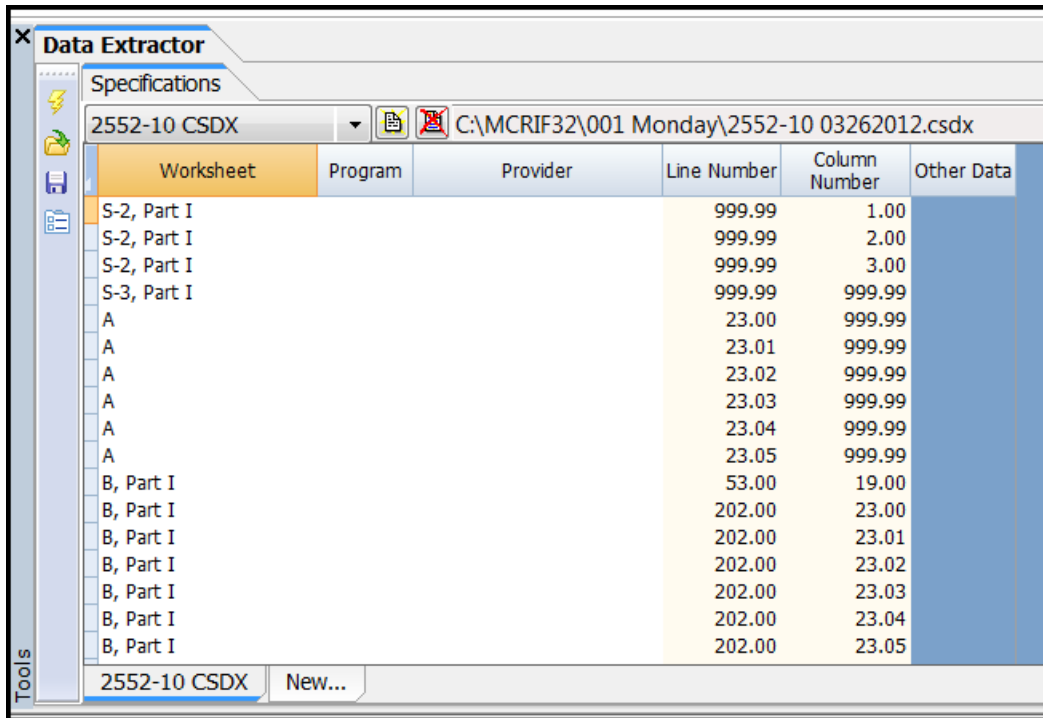 Data Extractor
Specifications
2552-10 CSDX C:\MCRIF32\001 Monday\2552-10 03262012.csdx
Worksheet Program Provider Line Number Column Number Other Data
S-2, Part I 999.99 1.00
S-2, Part I 999.99 2.00
S-2, Part I 999.99 3.00
S-3, Part I 999.99 999.99
A 23.00 999.99
A 23.01 999.99
A 23.02 999.99
A 23.03 999.99
A 23.04 999.99
A 23.05 999.99
B, Part I 53.00 19.00
B, Part I 202.00 23.00
B, Part I 202.00 23.01
B, Part I 202.00 23.02
B, Part I 202.00 23.03
B, Part I 202.00 23.04
B, Part I 202.00 23.05
2552-10 CSDX New...
Tools